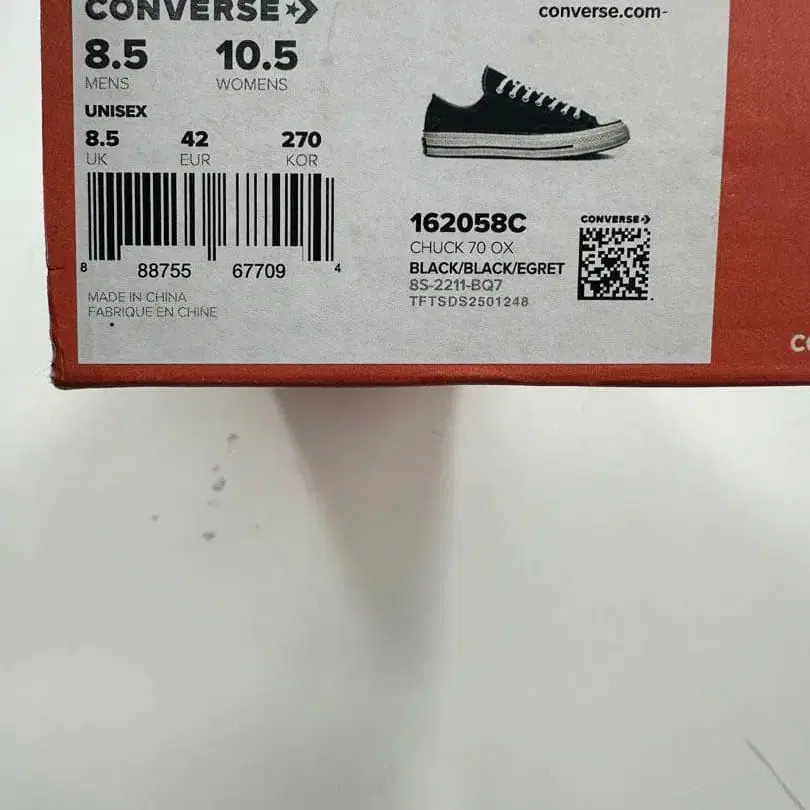 CONVERSE
converse.com-
8.5 10.5
MENS WOMENS
UNISEX
8.5 42 270
UK EUR KOR
8 88755 67709 4
MADE IN CHINA
FABRIQUE EN CHINE
162058C
CHUCK 70 OX
BLACK/BLACK/EGRET
8S-2211-BQ7
TFTSDS2501248
CONVERSE